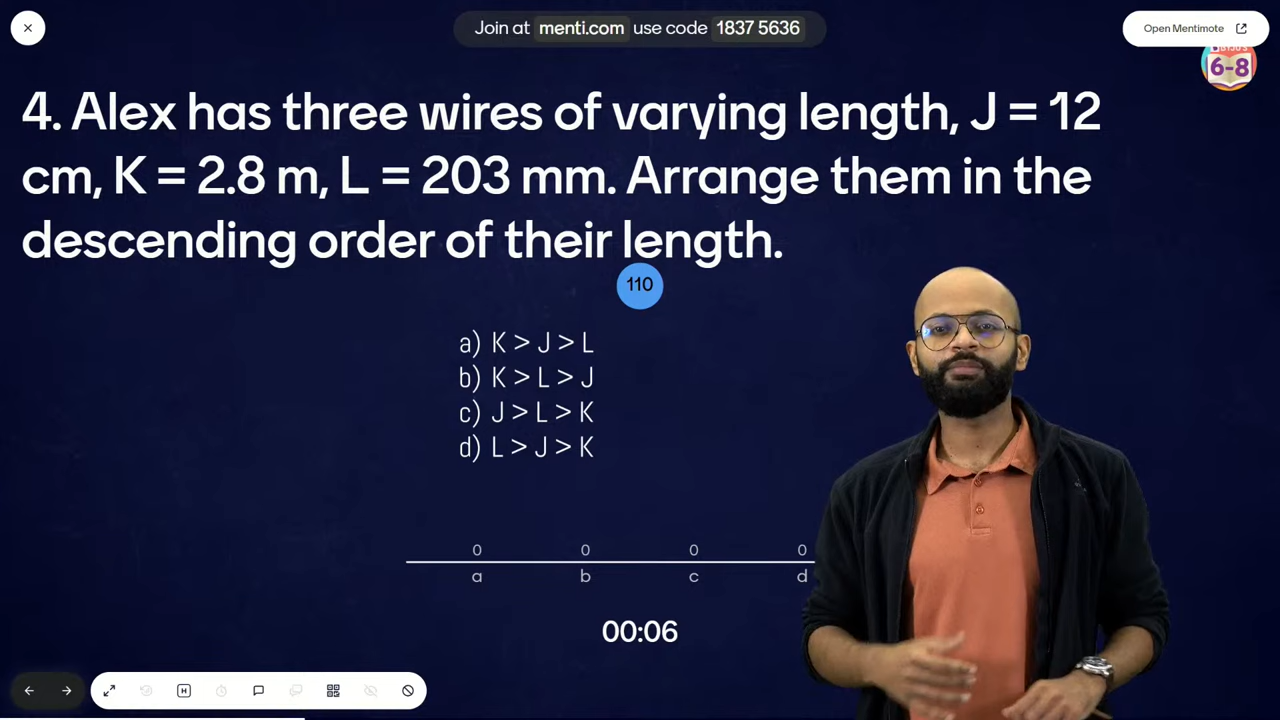 Join at menti.com use code 1837 5636
Open Mentimote
BYJU'S
6-8
4. Alex has three wires of varying length, J = 12
cm, K = 2.8 m, L = 203 mm. Arrange them in the
descending order of their length.
110
a) K > J > L
b) K > L > J
c) J > L > K
d) L > J > K
0 0 0 0
a b c d
00:06
H